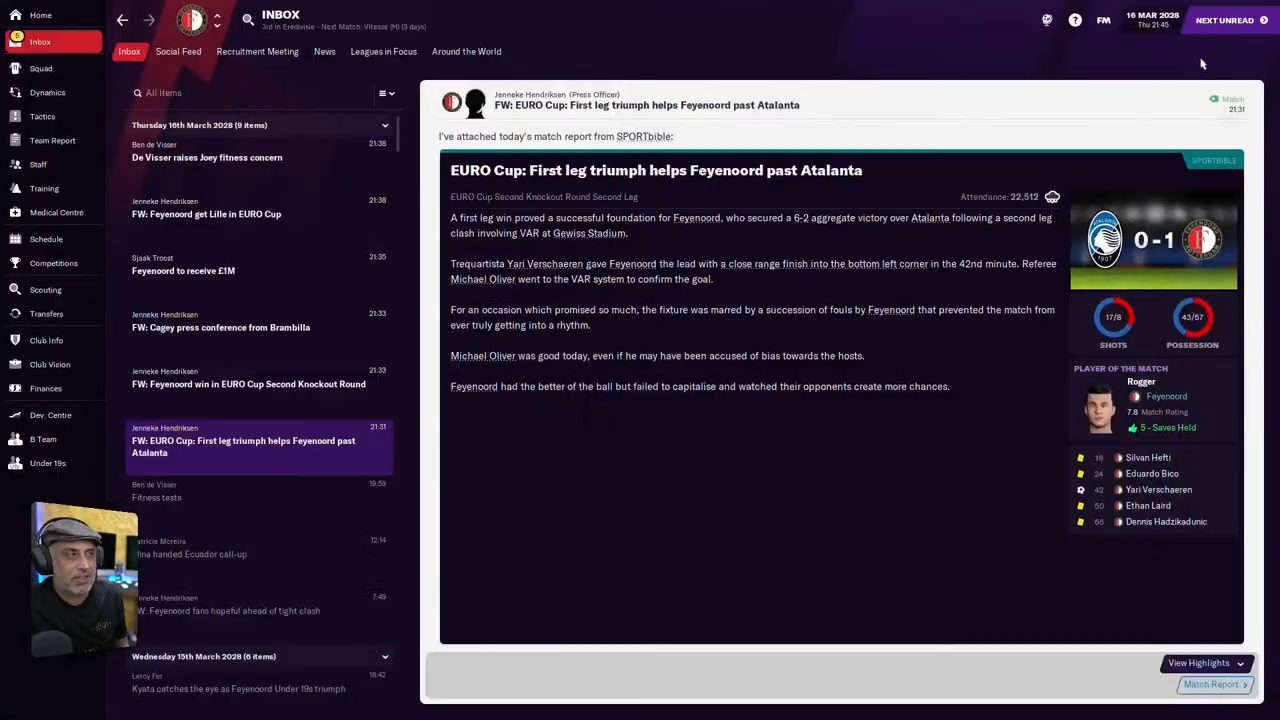 Home
5
Inbox
Squad
Dynamics
Tactics
Team Report
Staff
Training
Medical Centre
Schedule
Competitions
Scouting
Transfers
Club Info
Club Vision
Finances
Dev. Centre
B Team
Under 19s
INBOX
3rd in Eredivisie - Next Match: Vitesse (H) (3 days)
?
FM
16 MAR 2028
Thu 21:45
NEXT UNREAD
Inbox
Social Feed
Recruitment Meeting
News
Leagues in Focus
Around the World
All Items
Thursday 16th March 2028 (9 items)
Ben de Visser
21:38
De Visser raises Joey fitness concern
Jenneke Hendriksen
21:38
FW: Feyenoord get Lille in EURO Cup
Sjaak Troost
21:35
Feyenoord to receive £1M
Jenneke Hendriksen
21:33
FW: Cagey press conference from Brambilla
Jenneke Hendriksen
21:33
FW: Feyenoord win in EURO Cup Second Knockout Round
Jenneke Hendriksen
21:31
FW: EURO Cup: First leg triumph helps Feyenoord past
Atalanta
Ben de Visser
19:59
Fitness tests
Moreira
12:14
handed Ecuador call-up
Hendriksen
7:49
Feyenoord fans hopeful ahead of tight clash
Wednesday 15th March 2028 (6 items)
Leroy Fer
18:42
Kyata catches the eye as Feyenoord Under 19s triumph
Jenneke Hendriksen (Press Officer)
FW: EURO Cup: First leg triumph helps Feyenoord past Atalanta
Match
21:31
I've attached today's match report from SPORTbible:
SPORTBIBLE
EURO Cup: First leg triumph helps Feyenoord past Atalanta
EURO Cup Second Knockout Round Second Leg
Attendance: 22,512
A first leg win proved a successful foundation for Feyenoord, who secured a 6-2 aggregate victory over Atalanta following a second leg
clash involving VAR at Gewiss Stadium.
Trequartista Yari Verschaeren gave Feyenoord the lead with a close range finish into the bottom left corner in the 42nd minute. Referee
Michael Oliver went to the VAR system to confirm the goal.
For an occasion which promised so much, the fixture was marred by a succession of fouls by Feyenoord that prevented the match from
ever truly getting into a rhythm.
Michael Oliver was good today, even if he may have been accused of bias towards the hosts.
Feyenoord had the better of the ball but failed to capitalise and watched their opponents create more chances.
ATALANTA
1907
0-1
17/8
SHOTS
43/57
POSSESSION
PLAYER OF THE MATCH
Rogger
Feyenoord
7.8 Match Rating
5 - Saves Held
18 Silvan Hefti
24 Eduardo Bico
42 Yari Verschaeren
50 Ethan Laird
66 Dennis Hadzikadunic
View Highlights
Match Report